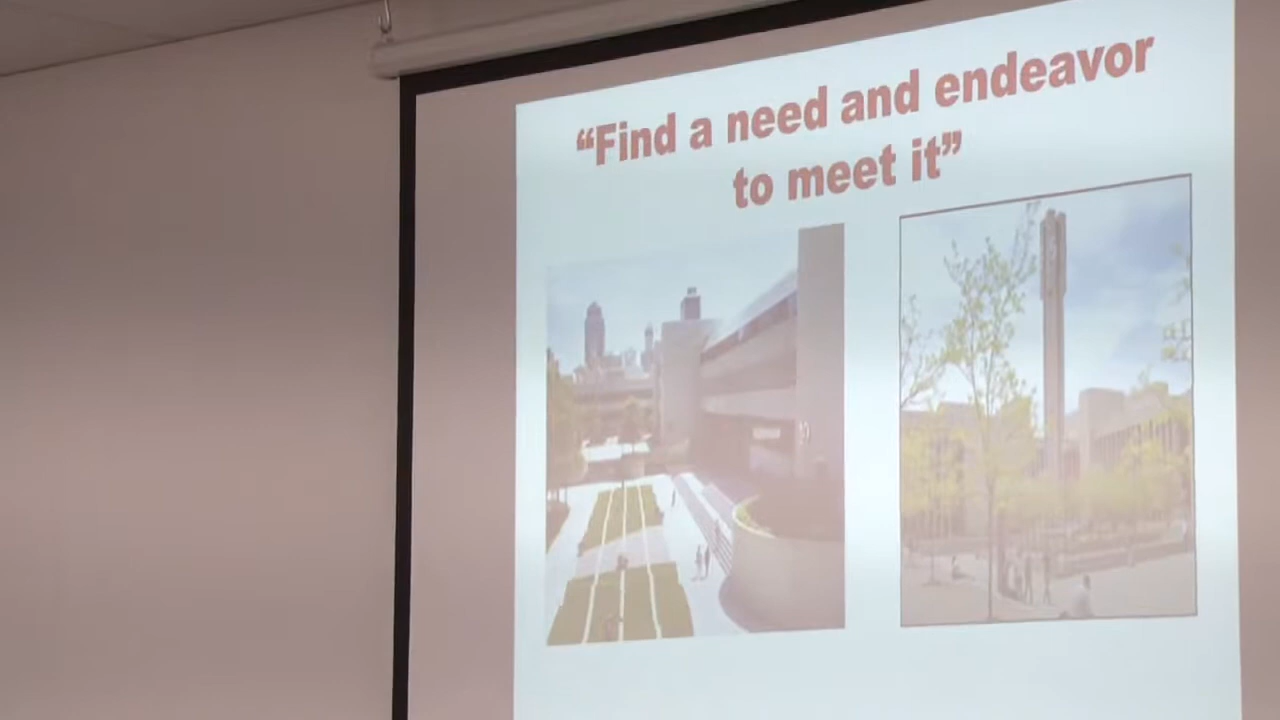 “Find a need and endeavor
to meet it”